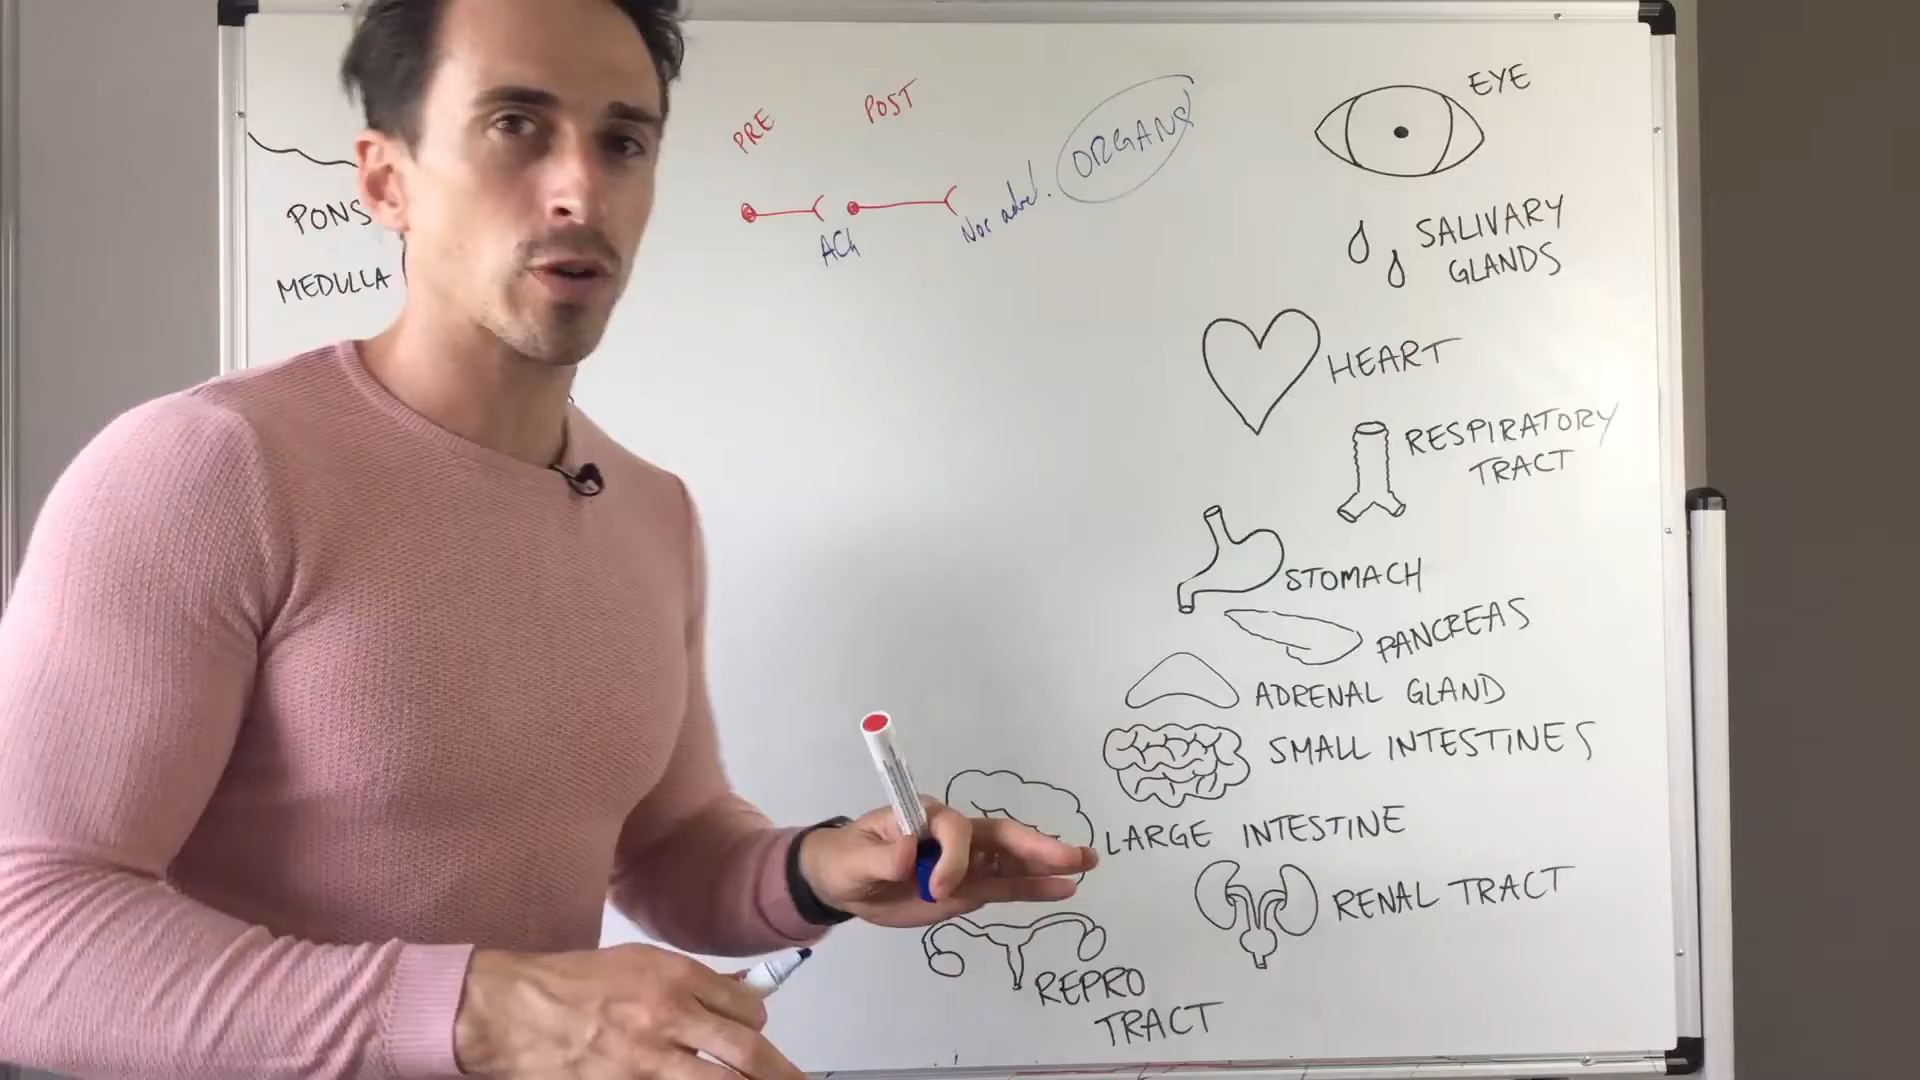 PONS
MEDULLA
PRE
POST
ACh
Nor adrel.
ORGANS
EYE
SALIVARY
GLANDS
HEART
RESPIRATORY
TRACT
STOMACH
PANCREAS
ADRENAL GLAND
SMALL INTESTINES
LARGE INTESTINE
RENAL TRACT
REPRO
TRACT